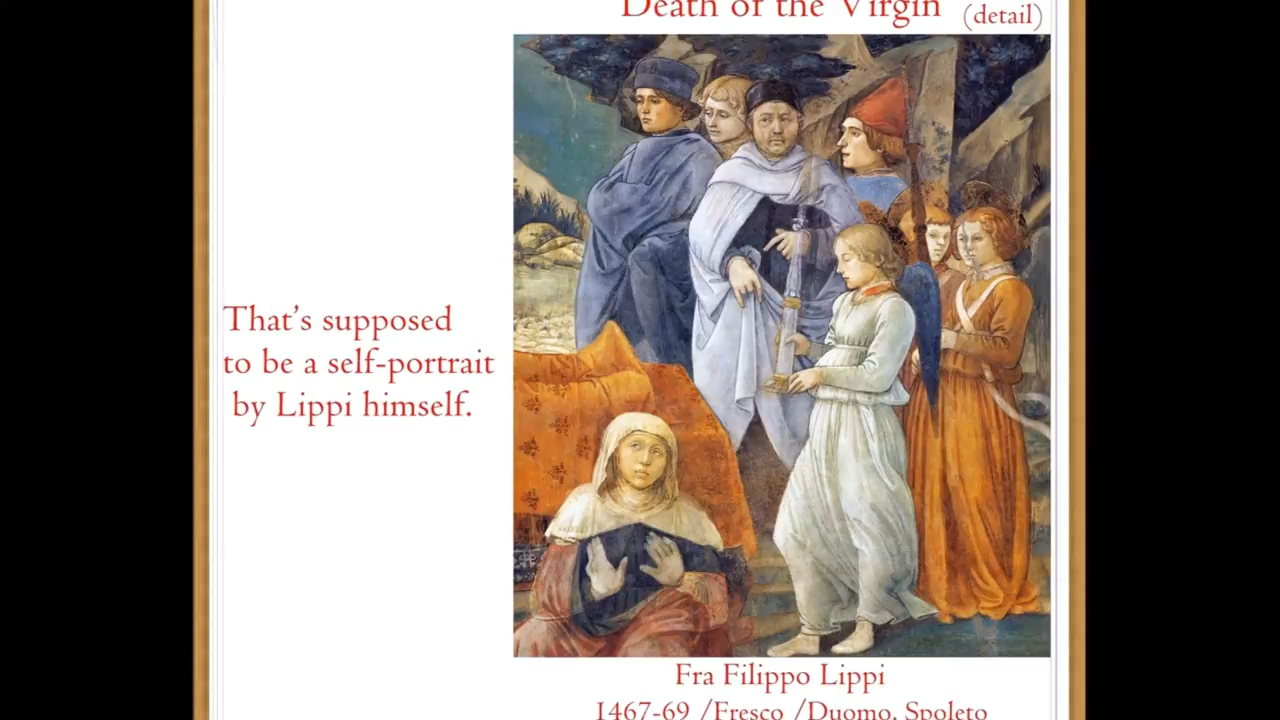 Death of the Virgin (detail)
That's supposed
to be a self-portrait
by Lippi himself.
Fra Filippo Lippi
1467-69 /Fresco /Duomo, Spoleto